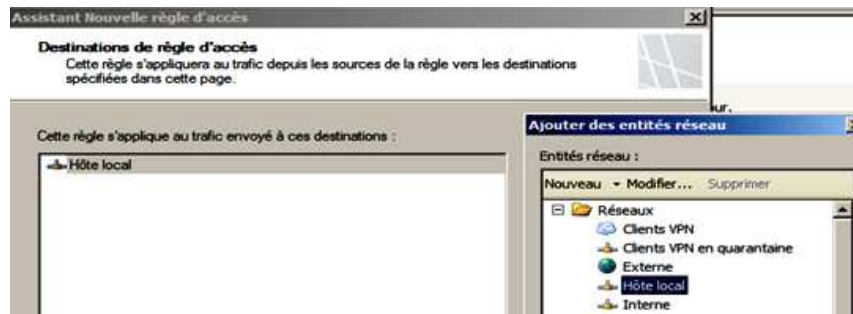 Assistant Nouvelle règle d'accès
Destinations de règle d'accès
Cette règle s'appliquera au trafic depuis les sources de la règle vers les destinations
spécifiées dans cette page.
Cette règle s'applique au trafic envoyé à ces destinations :
Hôte local
ur,
Ajouter des entités réseau
Entités réseau :
Nouveau Modifier... Supprimer
Réseaux
Clients VPN
Clients VPN en quarantaine
Externe
Hôte local
Interne